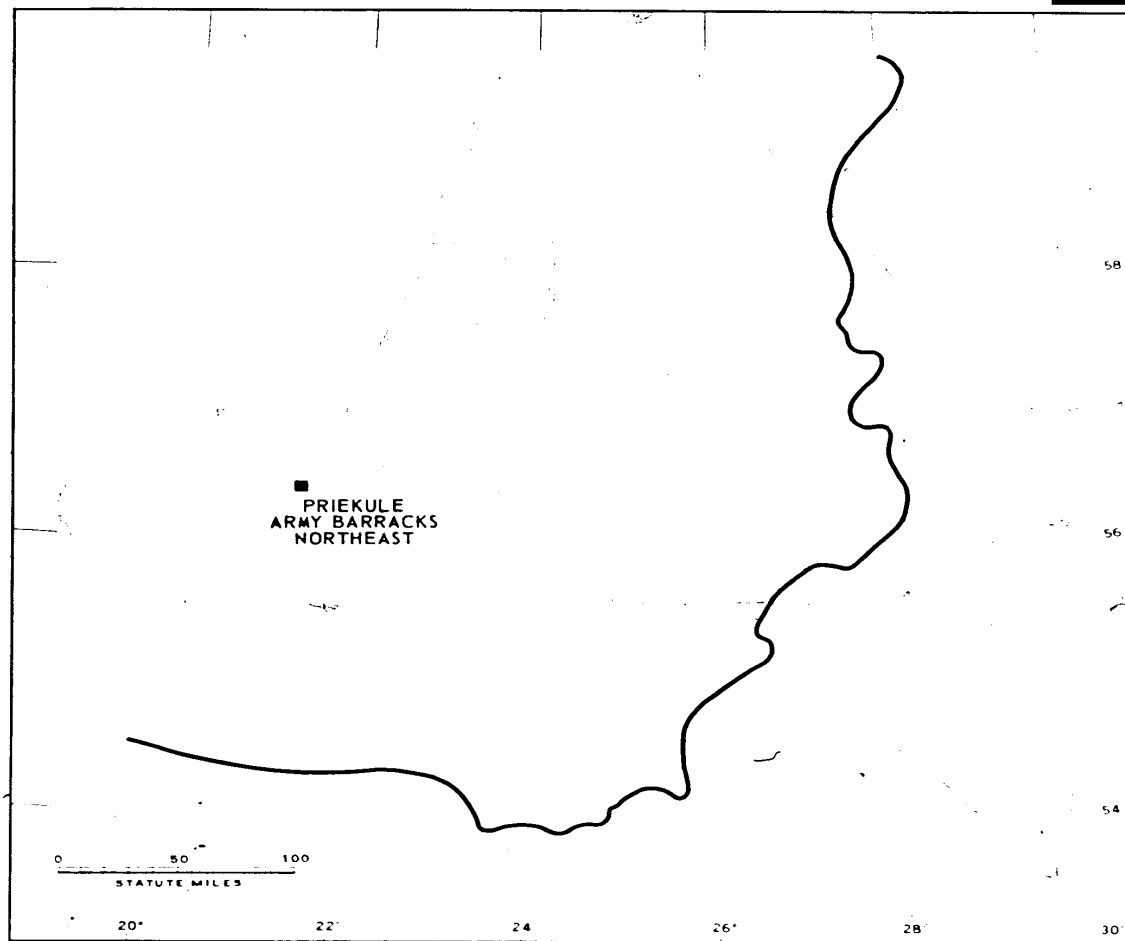 58
PRIEKULE
ARMY BARRACKS
NORTHEAST
56
54
0 50 100
STATUTE MILES
20° 22° 24 26° 28° 30°